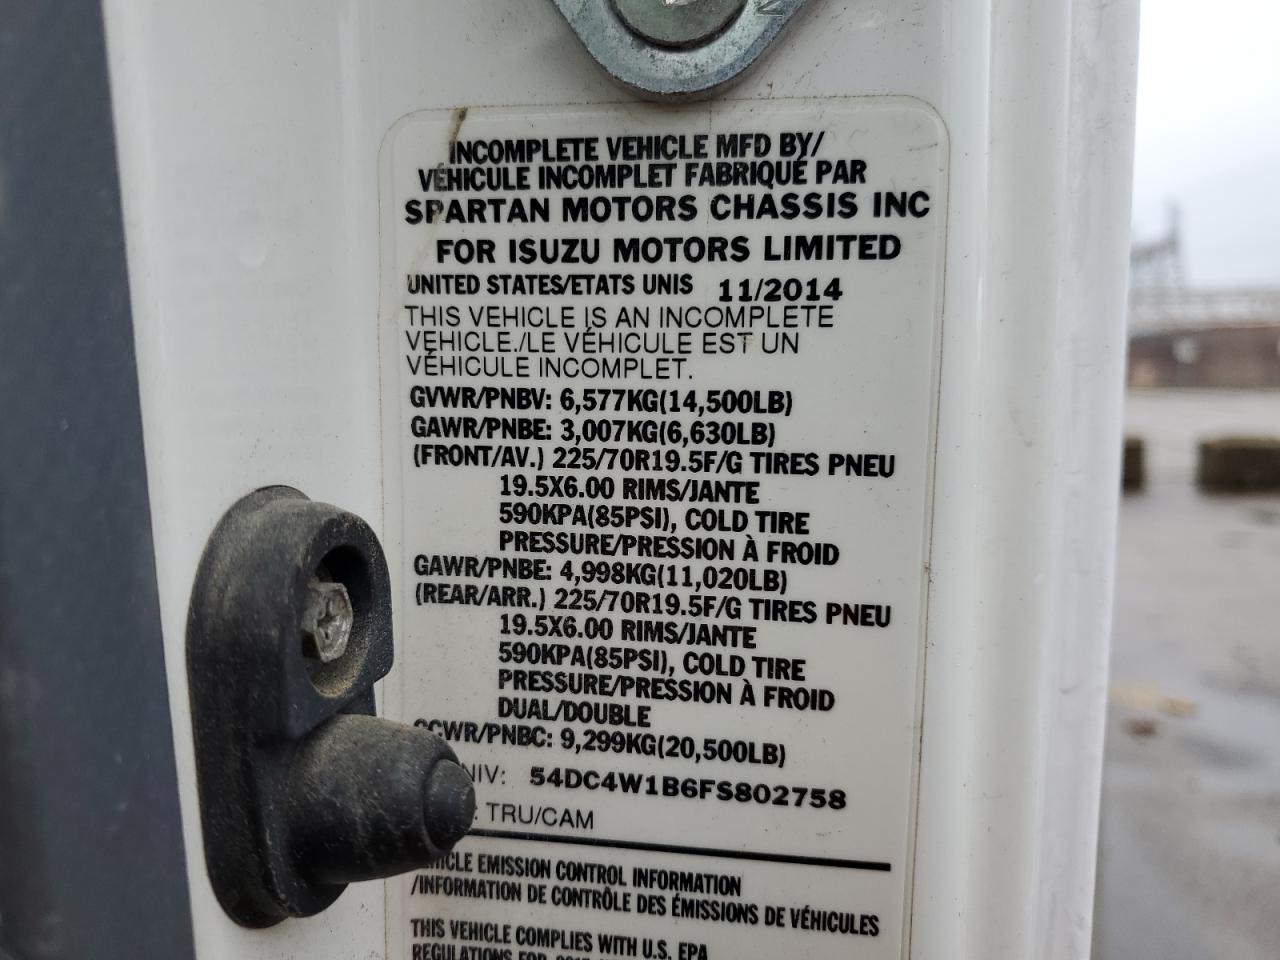 INCOMPLETE VEHICLE MFD BY/
VÉHICULE INCOMPLET FABRIQUÉ PAR
SPARTAN MOTORS CHASSIS INC
FOR ISUZU MOTORS LIMITED
UNITED STATES/ETATS UNIS 11/2014
THIS VEHICLE IS AN INCOMPLETE
VEHICLE./LE VÉHICULE EST UN
VÉHICULE INCOMPLET.
GVWR/PNBV: 6,577KG(14,500LB)
GAWR/PNBE: 3,007KG(6,630LB)
(FRONT/AV.) 225/70R19.5F/G TIRES PNEU
19.5X6.00 RIMS/JANTE
590KPA(85PSI), COLD TIRE
PRESSURE/PRESSION À FROID
GAWR/PNBE: 4,998KG(11,020LB)
(REAR/ARR.) 225/70R19.5F/G TIRES PNEU
19.5X6.00 RIMS/JANTE
590KPA(85PSI), COLD TIRE
PRESSURE/PRESSION À FROID
DUAL/DOUBLE
GCWR/PNBC: 9,299KG(20,500LB)
NIV: 54DC4W1B6FS802758
: TRU/CAM
VEHICLE EMISSION CONTROL INFORMATION
/INFORMATION DE CONTRÔLE DES ÉMISSIONS DE VÉHICULES
THIS VEHICLE COMPLIES WITH U.S. EPA
REGULATIONS FOR